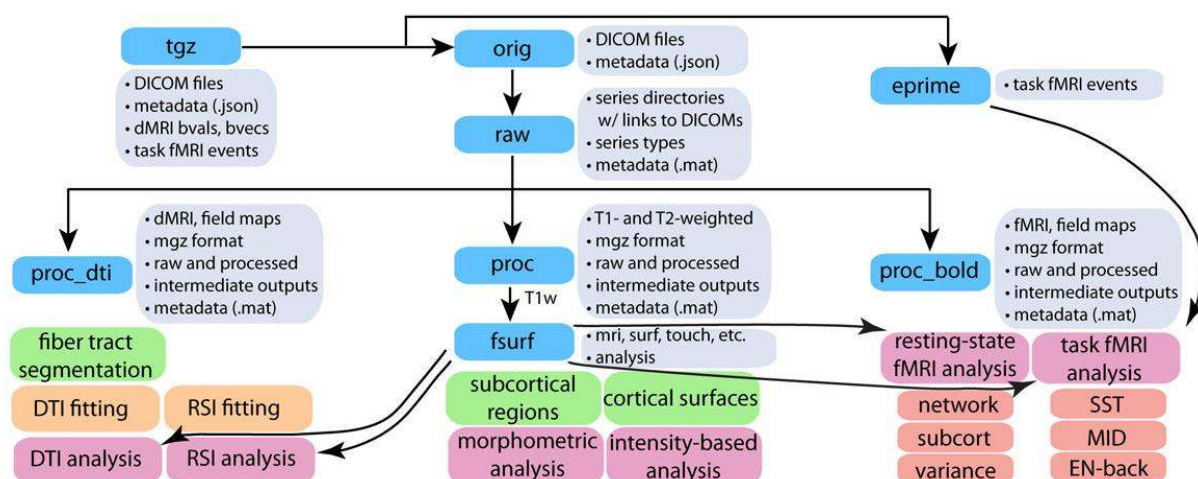 tgz
• DICOM files
• metadata (.json)
• dMRI bvals, bvecs
• task fMRI events
orig
• DICOM files
• metadata (.json)
eprime
• task fMRI events
raw
• series directories
w/ links to DICOMs
• series types
• metadata (.mat)
proc_dti
• dMRI, field maps
• mgz format
• raw and processed
• intermediate outputs
• metadata (.mat)
proc
• T1- and T2-weighted
• mgz format
• raw and processed
• intermediate outputs
• metadata (.mat)
proc_bold
• fMRI, field maps
• mgz format
• raw and processed
• intermediate outputs
• metadata (.mat)
T1w
fsurf
• mri, surf, touch, etc.
• analysis
fiber tract
segmentation
DTI fitting
RSI fitting
DTI analysis
RSI analysis
subcortical
regions
cortical surfaces
morphometric
analysis
intensity-based
analysis
resting-state
fMRI analysis
task fMRI
analysis
network
subcort
variance
SST
MID
EN-back